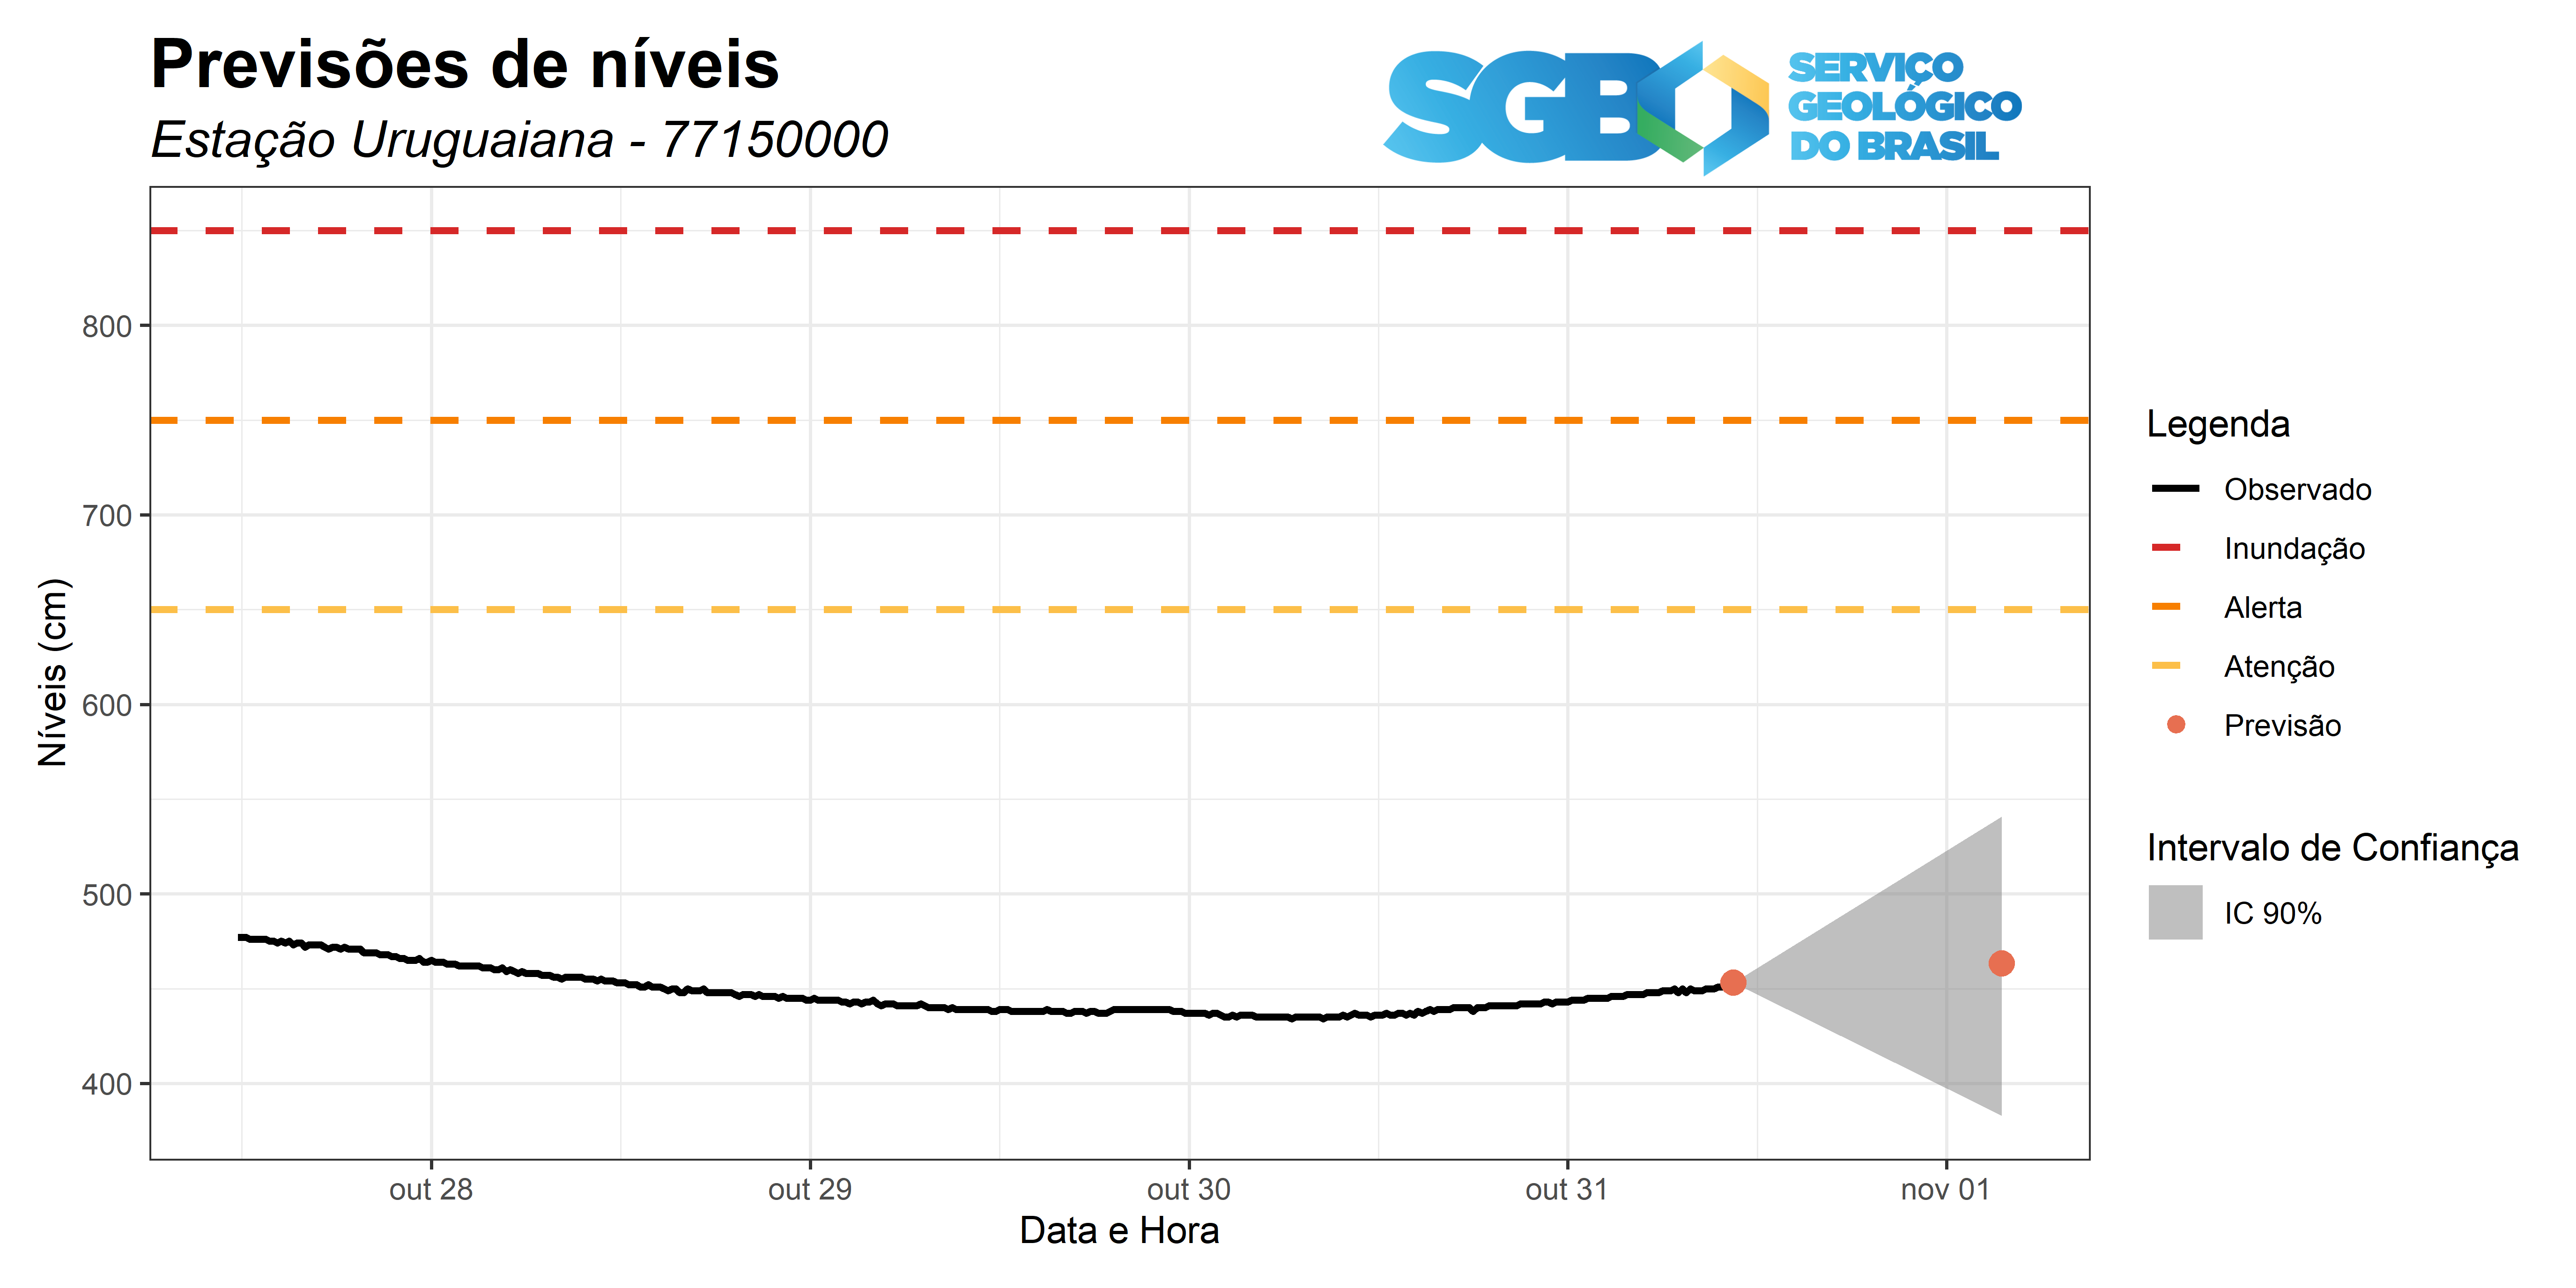 Previsões de níveis
Estação Uruguaiana - 77150000
SGB
SERVIÇO
GEOLÓGICO
DO BRASIL
Níveis (cm)
800
700
600
500
400
out 28
out 29
out 30
out 31
nov 01
Data e Hora
Legenda
Observado
Inundação
Alerta
Atenção
Previsão
Intervalo de Confiança
IC 90%